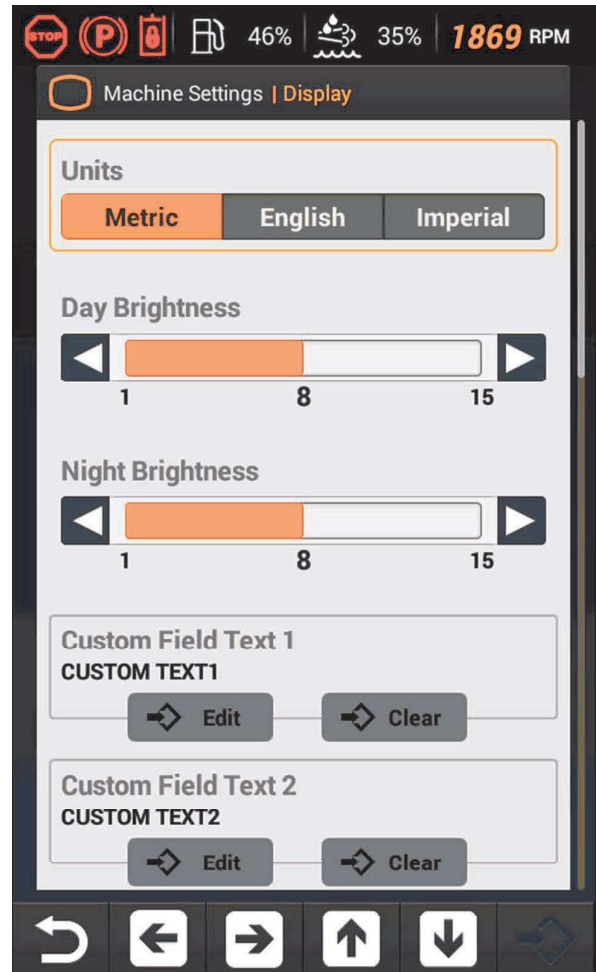 STOP P 46% 35% 1869 RPM
Machine Settings | Display
Units
Metric English Imperial
Day Brightness
1 8 15
Night Brightness
1 8 15
Custom Field Text 1
CUSTOM TEXT1
Edit Clear
Custom Field Text 2
CUSTOM TEXT2
Edit Clear